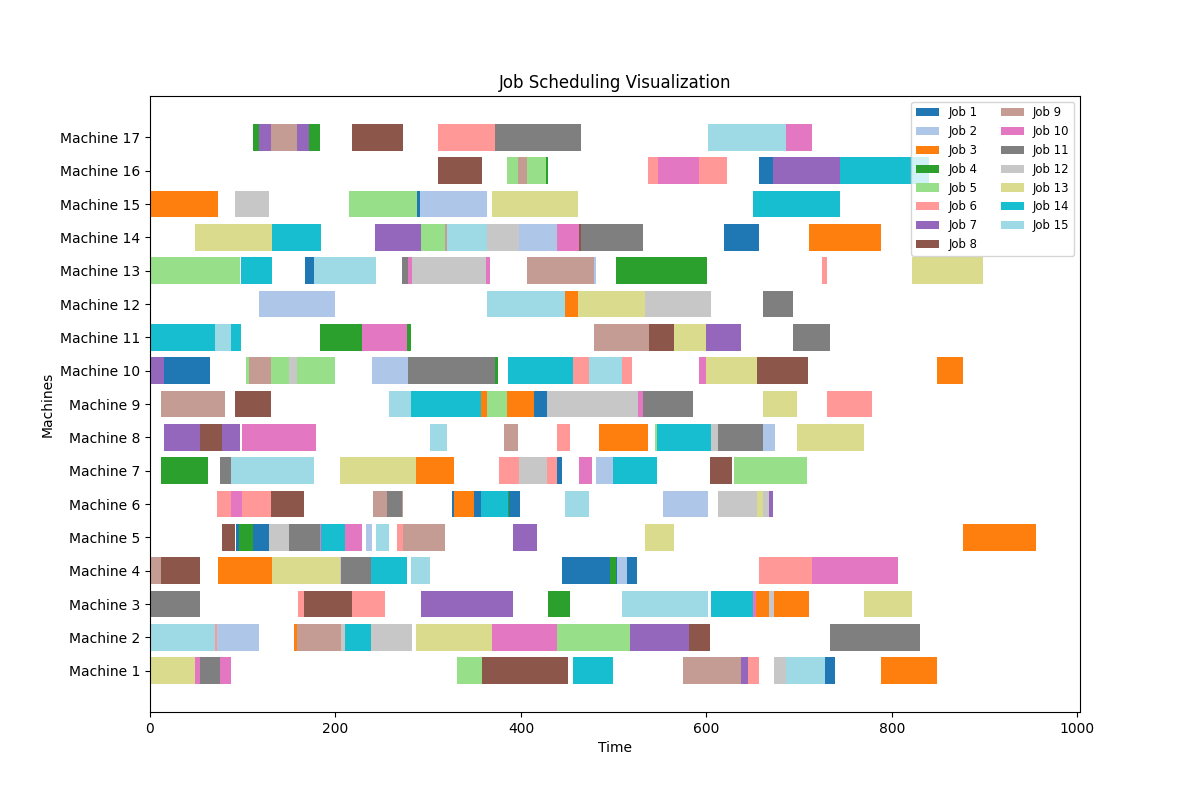 Job Scheduling Visualization
Machines
Machine 17
Machine 16
Machine 15
Machine 14
Machine 13
Machine 12
Machine 11
Machine 10
Machine 9
Machine 8
Machine 7
Machine 6
Machine 5
Machine 4
Machine 3
Machine 2
Machine 1
Job 1
Job 2
Job 3
Job 4
Job 5
Job 6
Job 7
Job 8
Job 9
Job 10
Job 11
Job 12
Job 13
Job 14
Job 15
0 200 400 600 800 1000
Time